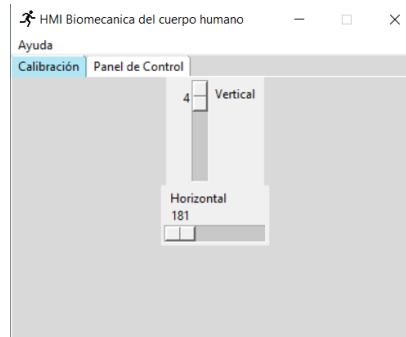 HMI Biomecanica del cuerpo humano
Ayuda
Calibración Panel de Control
4 Vertical
Horizontal
181